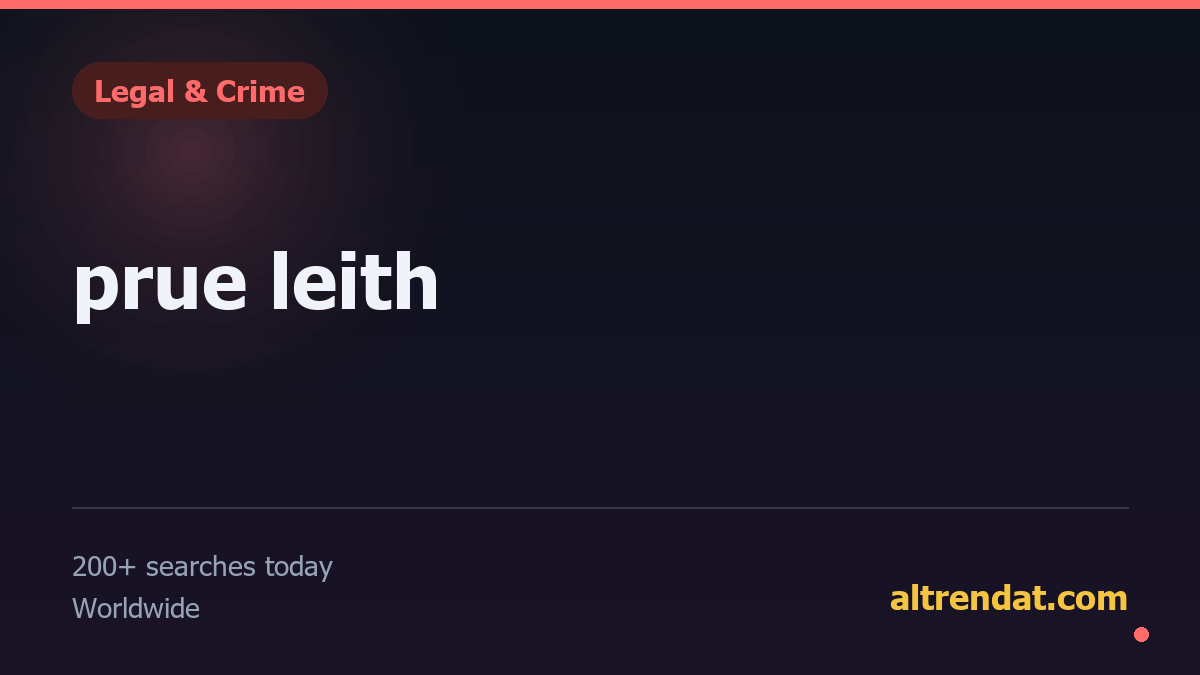 Legal & Crime
prue leith
200+ searches today
Worldwide
altrendat.com